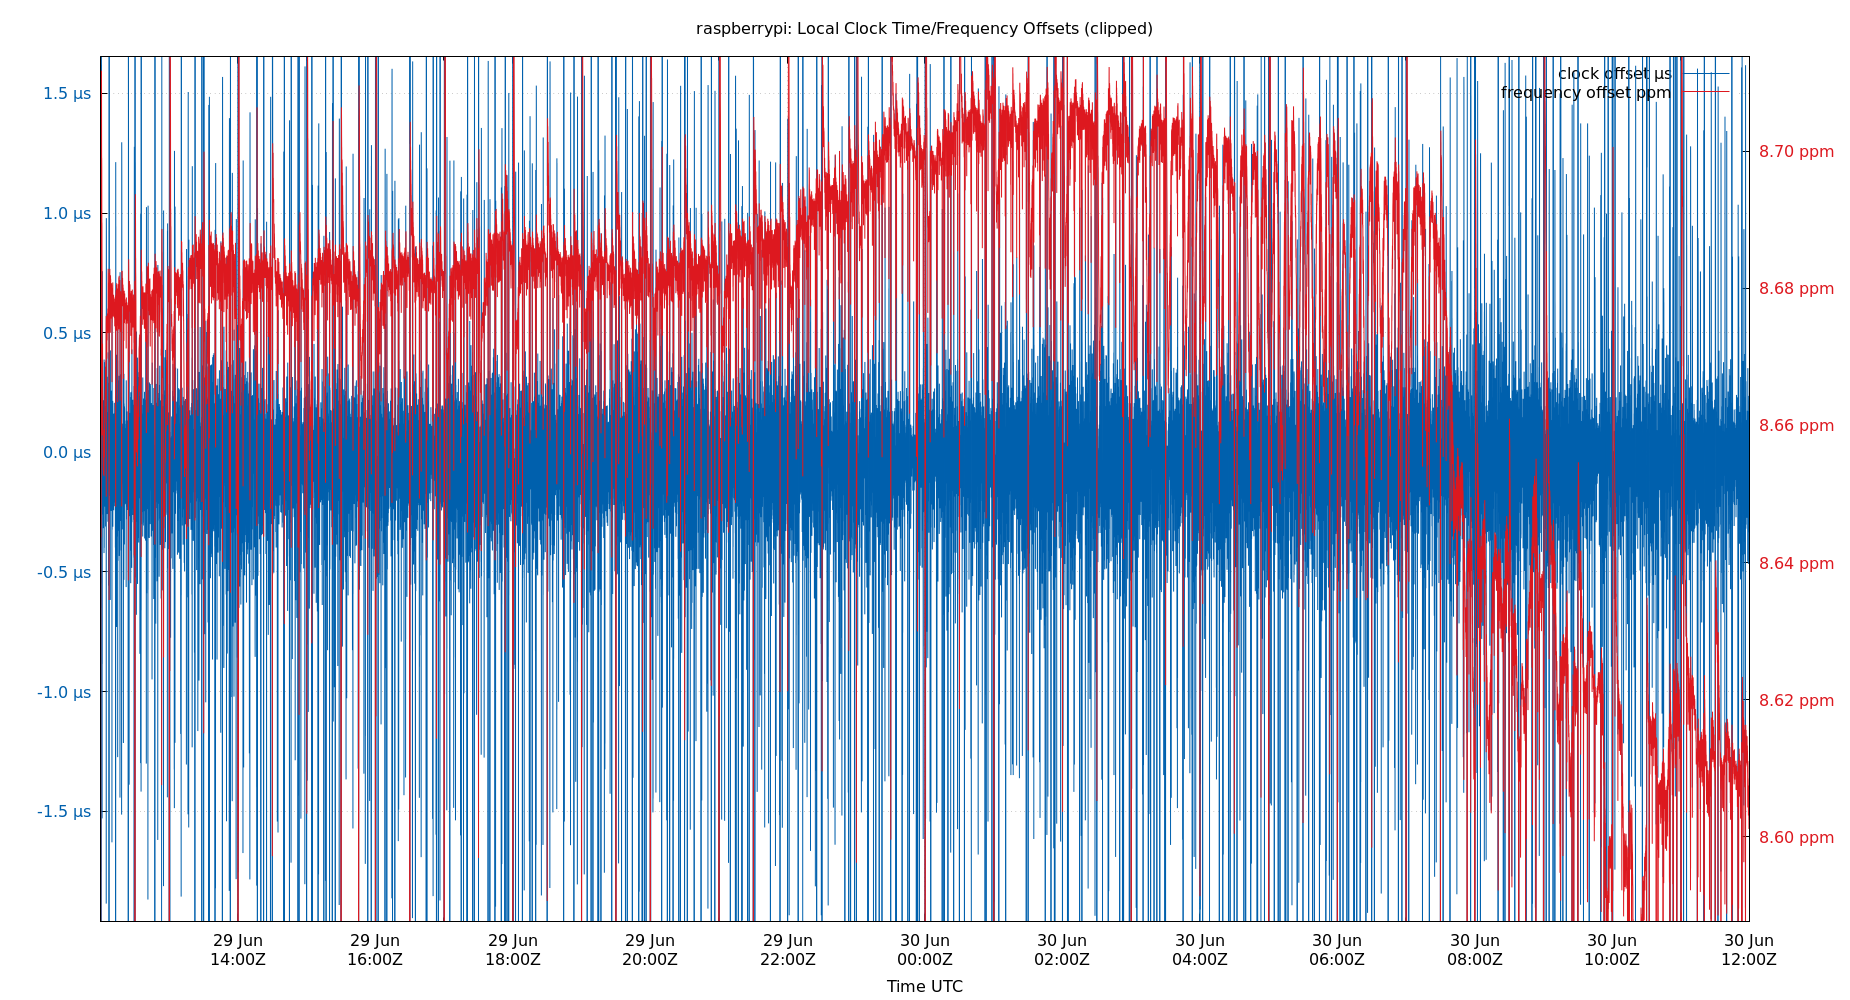 raspberrypi: Local Clock Time/Frequency Offsets (clipped)
clock offset µs
frequency offset ppm
1.5 µs
1.0 µs
0.5 µs
0.0 µs
-0.5 µs
-1.0 µs
-1.5 µs
8.70 ppm
8.68 ppm
8.66 ppm
8.64 ppm
8.62 ppm
8.60 ppm
29 Jun 29 Jun 29 Jun 29 Jun 29 Jun 30 Jun 30 Jun 30 Jun 30 Jun 30 Jun 30 Jun 30 Jun
14:00Z 16:00Z 18:00Z 20:00Z 22:00Z 00:00Z 02:00Z 04:00Z 06:00Z 08:00Z 10:00Z 12:00Z
Time UTC